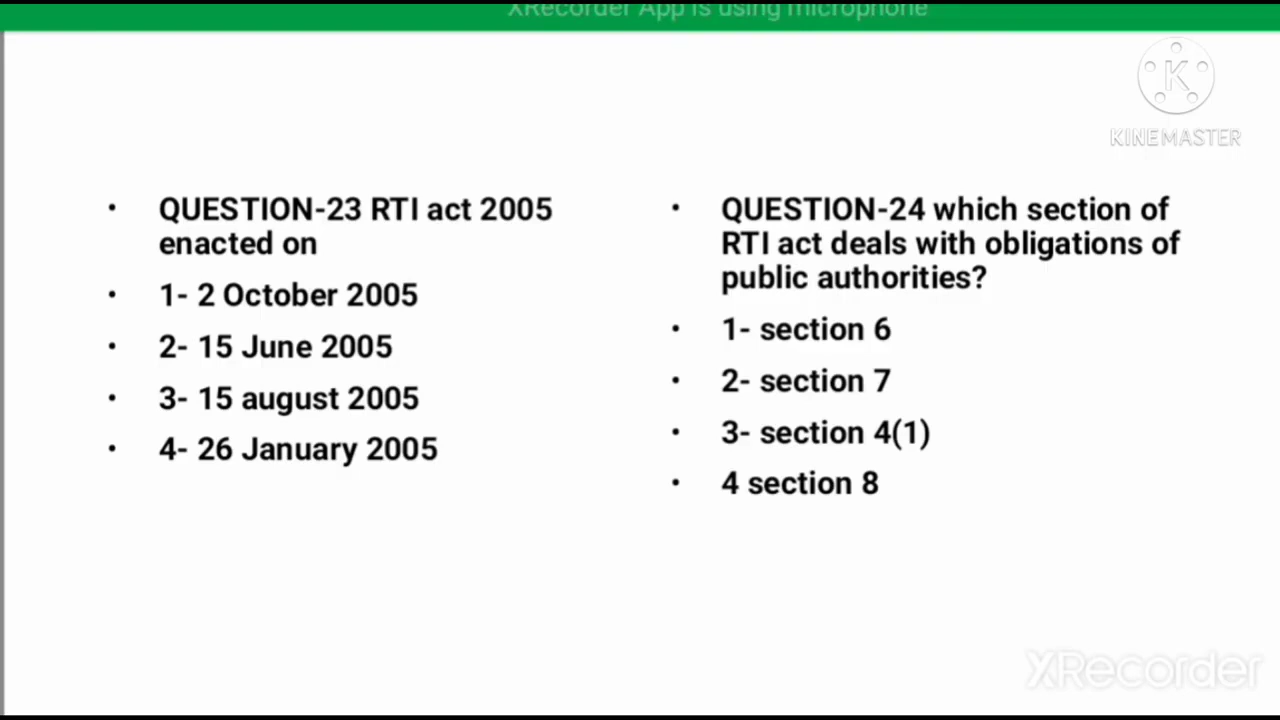 XRecorder App is using microphone
K
KINEMASTER
• QUESTION-23 RTI act 2005
enacted on
• 1- 2 October 2005
• 2- 15 June 2005
• 3- 15 august 2005
• 4- 26 January 2005
• QUESTION-24 which section of
RTI act deals with obligations of
public authorities?
• 1- section 6
• 2- section 7
• 3- section 4(1)
• 4 section 8
XRecorder